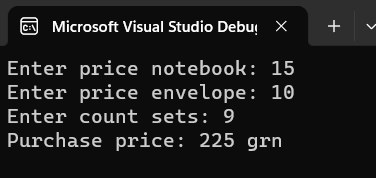 Microsoft Visual Studio Debu
Enter price notebook: 15
Enter price envelope: 10
Enter count sets: 9
Purchase price: 225 grn